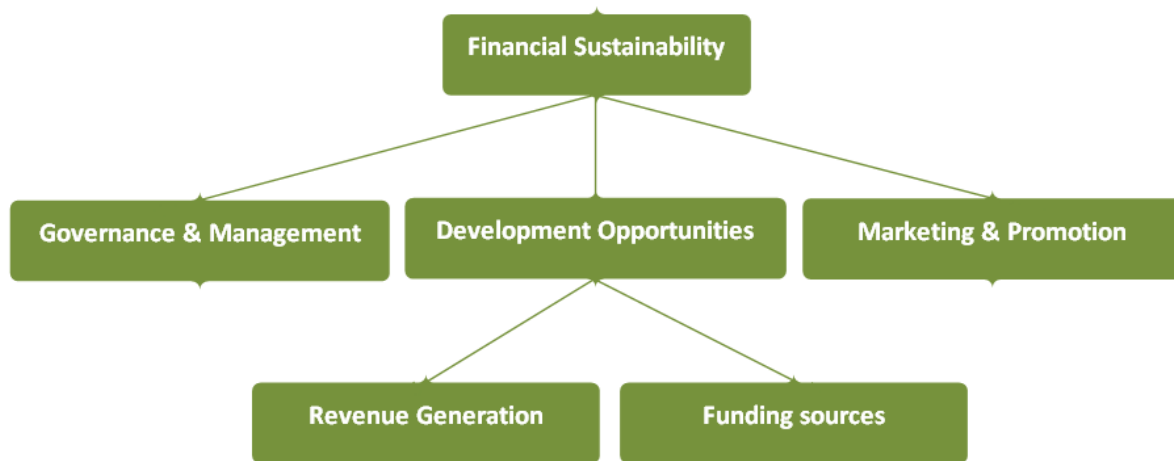 Financial Sustainability
Governance & Management
Development Opportunities
Marketing & Promotion
Revenue Generation
Funding sources